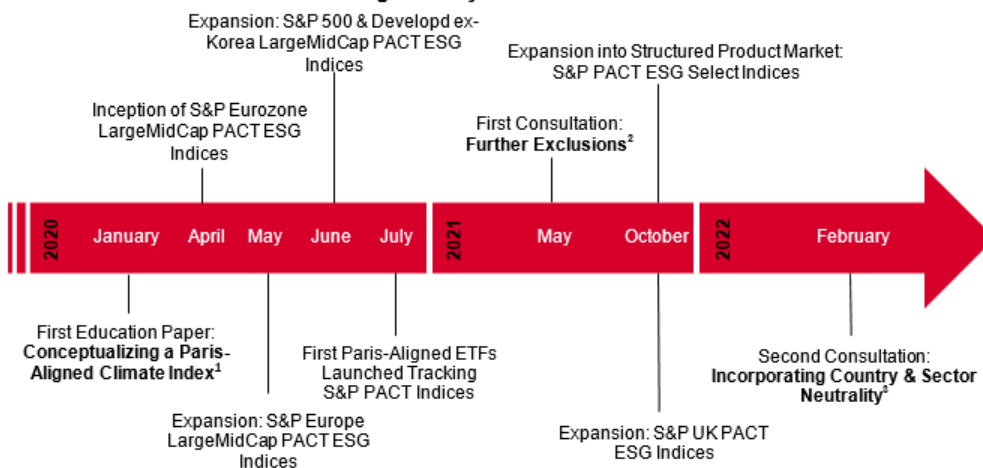 Expansion: S&P 500 & Developd ex-
Korea LargeMidCap PACT ESG
Indices
Expansion into Structured Product Market:
S&P PACT ESG Select Indices
Inception of S&P Eurozone
LargeMidCap PACT ESG
Indices
First Consultation:
Further Exclusions²
2020
January
April
May
June
July
2021
May
October
2022
February
First Education Paper:
Conceptualizing a Paris-
Aligned Climate Index¹
First Paris-Aligned ETFs
Launched Tracking
S&P PACT Indices
Second Consultation:
Incorporating Country & Sector
Neutrality³
Expansion: S&P Europe
LargeMidCap PACT ESG
Indices
Expansion: S&P UK PACT
ESG Indices